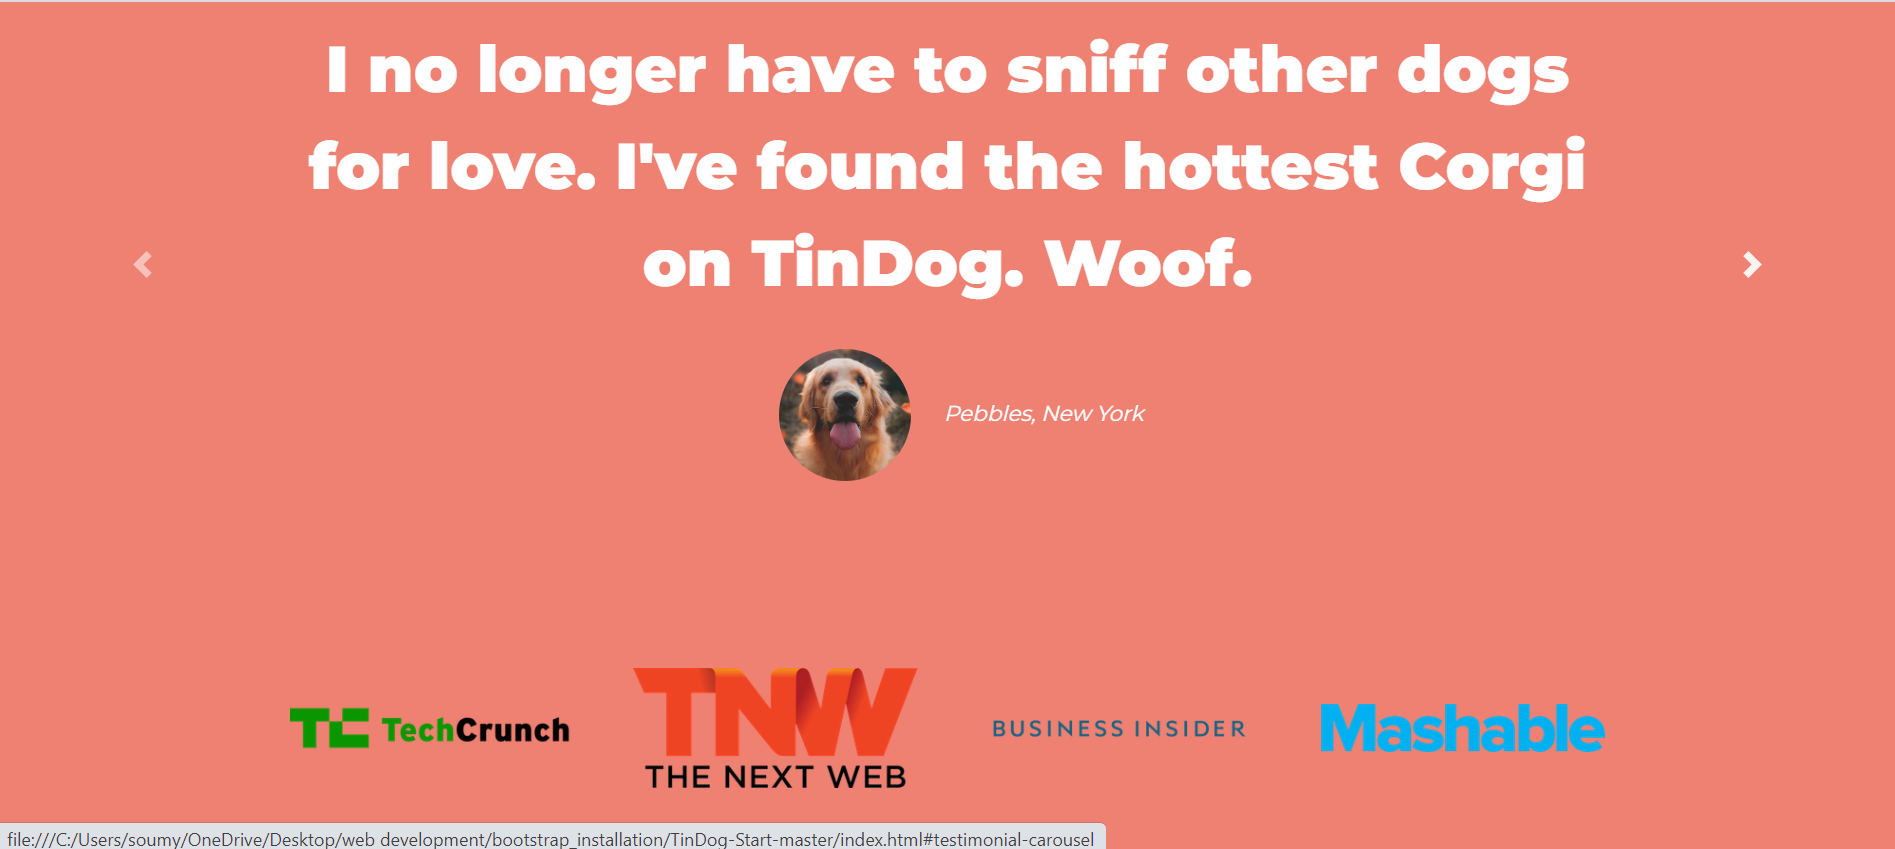 I no longer have to sniff other dogs
for love. I've found the hottest Corgi
on TinDog. Woof.
Pebbles, New York
TC TechCrunch
TNW
THE NEXT WEB
BUSINESS INSIDER
Mashable
file:///C:/Users/soumy/OneDrive/Desktop/web development/bootstrap_installation/TinDog-Start-master/index.html#testimonial-carousel